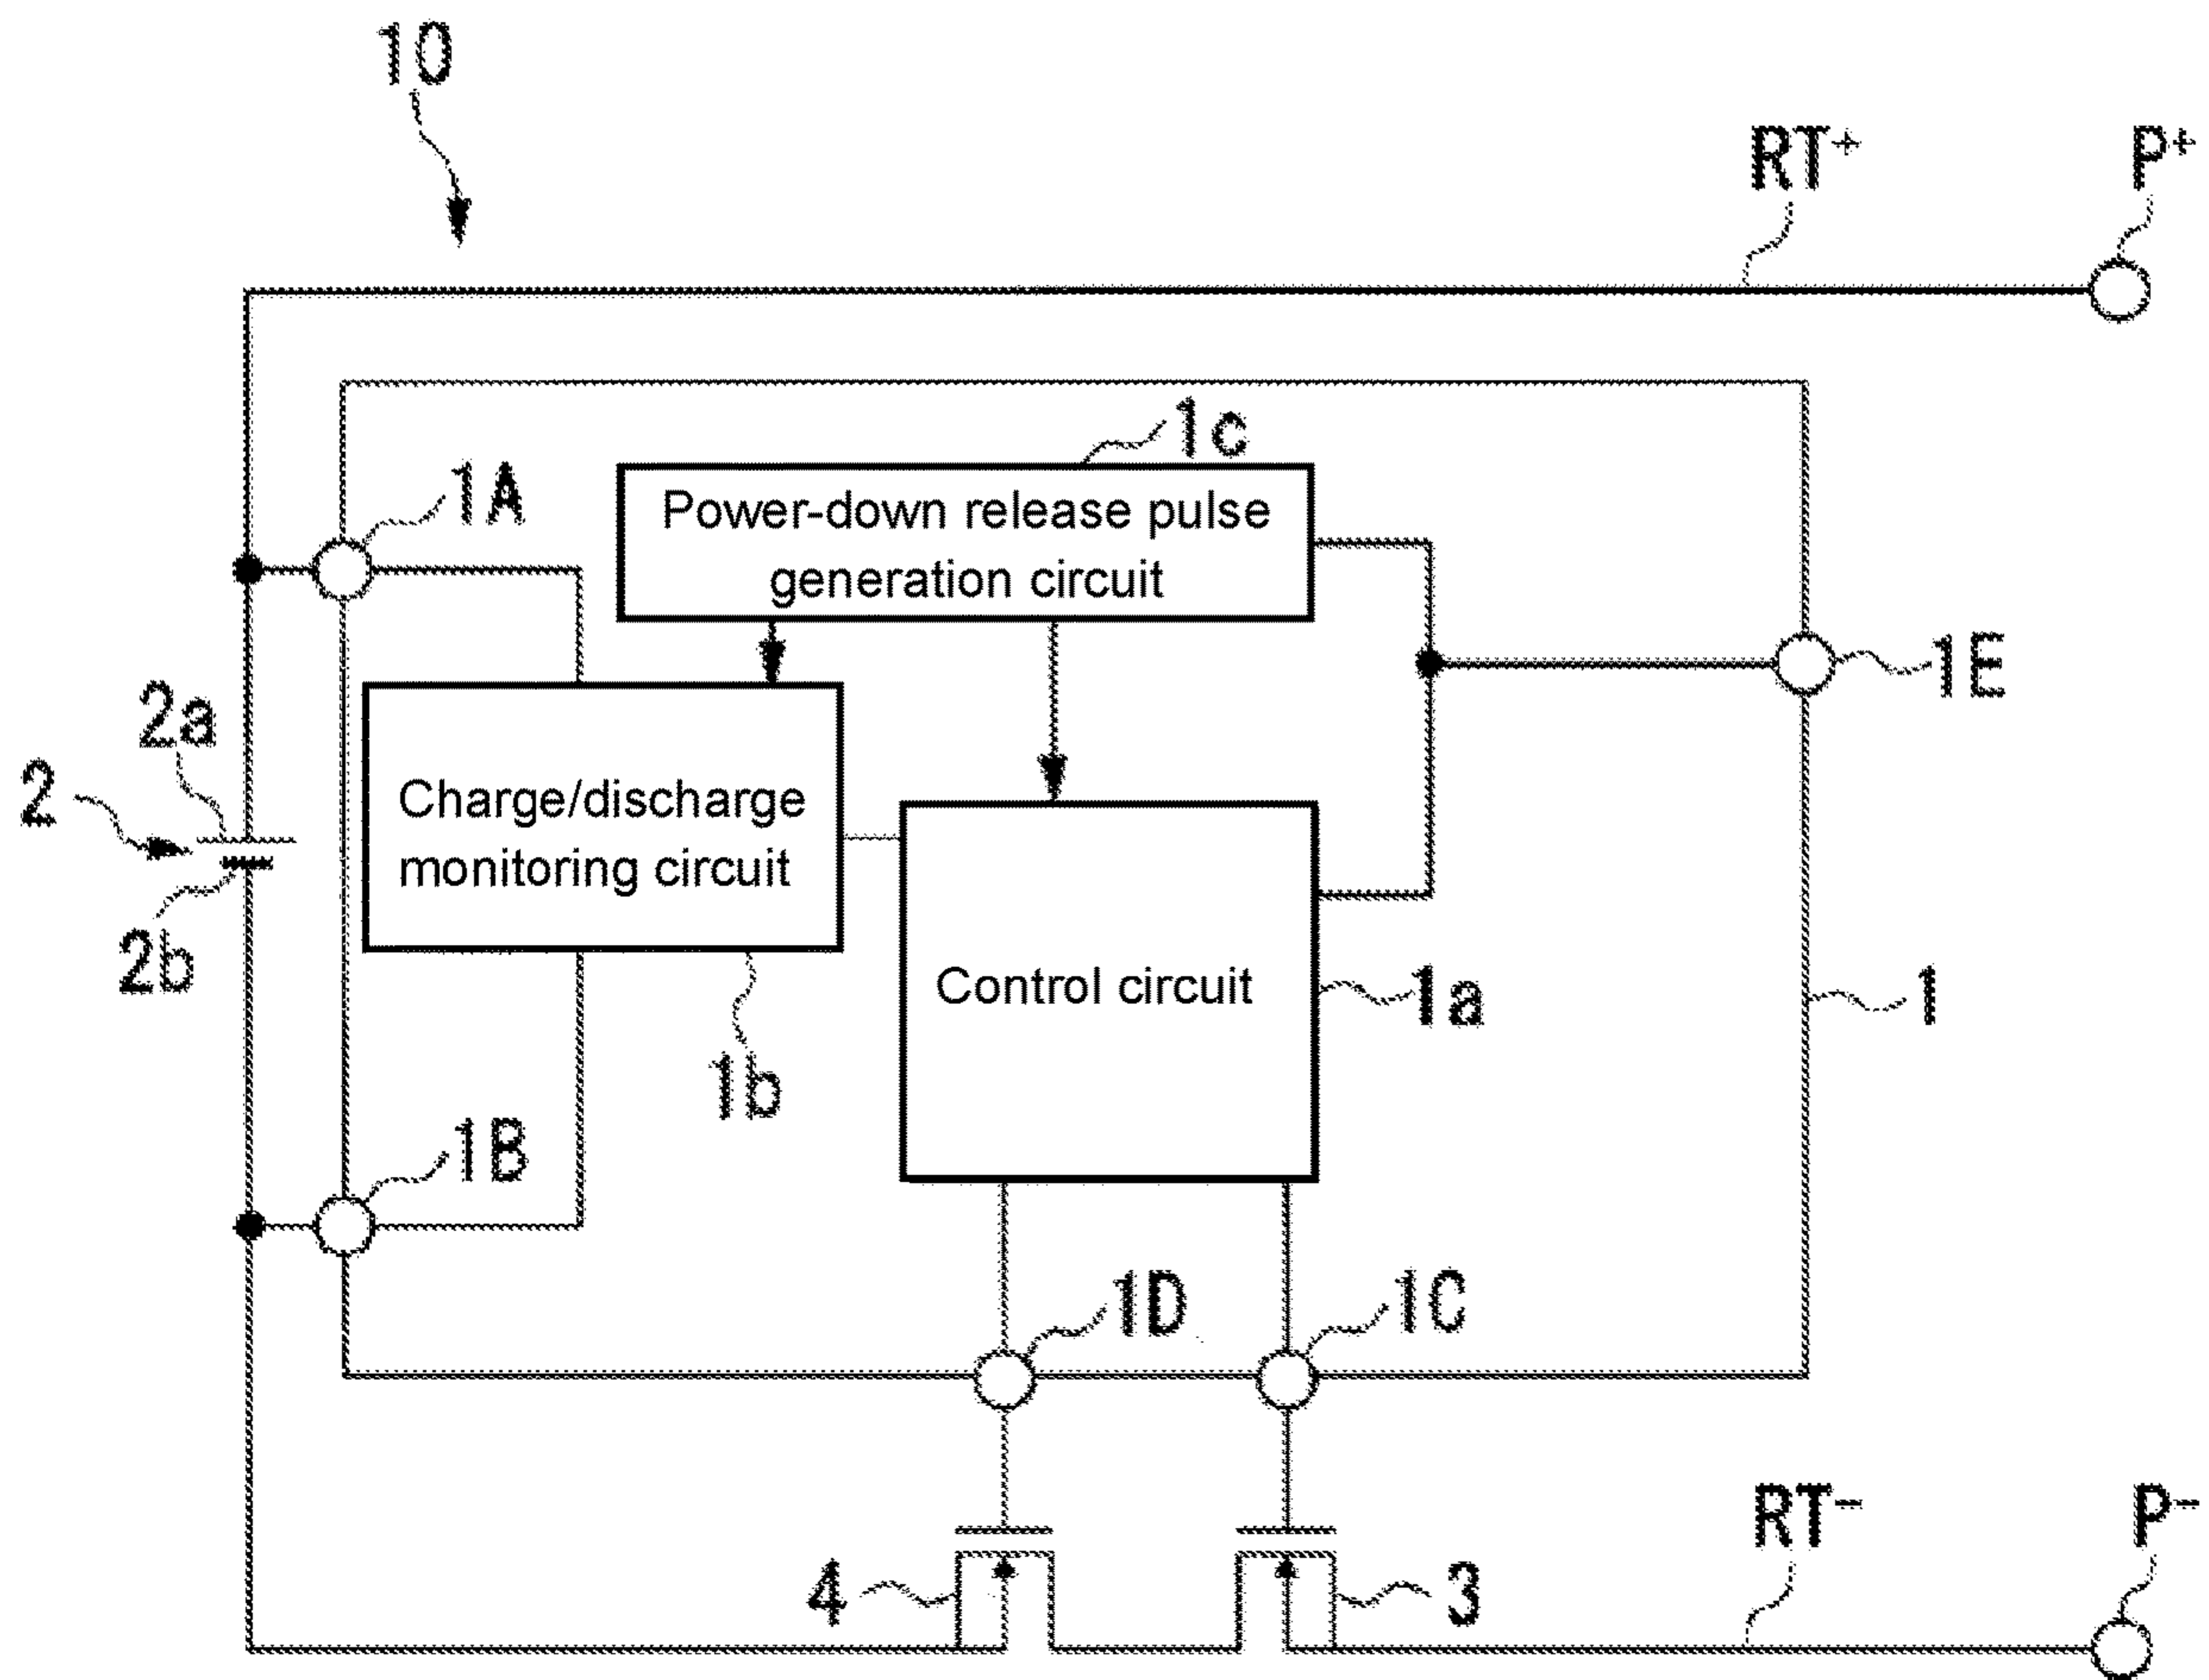 10
RT+
P+
1c
1A
Power-down release pulse
generation circuit
1E
2a
2
Charge/discharge
monitoring circuit
2b
Control circuit
1a
1
1b
1B
1D
1C
RT-
P-
4
3